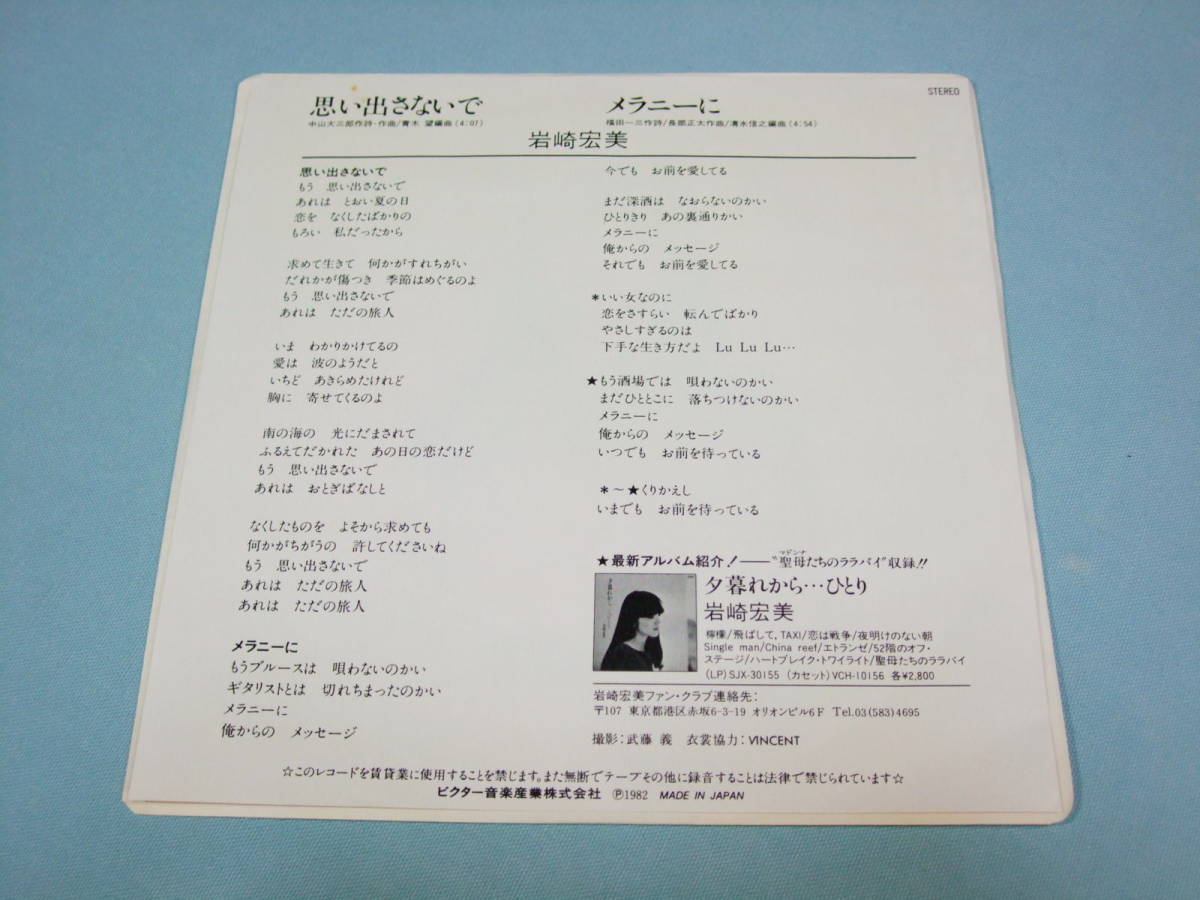 STEREO
思い出さないで
中山大三郎作詩・作曲/青木 望編曲(4:07)
メラニーに
福田一三作詩/長部正太作曲/清水信之編曲(4:54)
岩崎宏美
思い出さないで
もう 思い出さないで
あれは とおい夏の日
恋を なくしたばかりの
もろい 私だったから
求めて生きて 何かがすれちがい
だれかが傷つき 季節はめぐるのよ
もう 思い出さないで
あれは ただの旅人
いま わかりかけてるの
愛は 波のようだと
いちど あきらめたけれど
胸に 寄せてくるのよ
南の海の 光にだまされて
ふるえてだかれた あの日の恋だけど
もう 思い出さないで
あれは おとぎばなしと
なくしたものを よそから求めても
何かがちがうの 許してくださいね
もう 思い出さないで
あれは ただの旅人
あれは ただの旅人
メラニーに
もうブルースは 唄わないのかい
ギタリストとは 切れちまったのかい
メラニーに
俺からの メッセージ
今でも お前を愛してる
まだ深酒は なおらないのかい
ひとりきり あの裏通りかい
メラニーに
俺からの メッセージ
それでも お前を愛してる
*いい女なのに
恋をさすらい 転んでばかり
やさしすぎるのは
下手な生き方だよ Lu Lu Lu…
★もう酒場では 唄わないのかい
まだひとところに 落ちつけないのかい
メラニーに
俺からの メッセージ
いつでも お前を待っている
*〜★くりかえし
いまでも お前を待っている
★最新アルバム紹介!――"聖母たちのララバイ"収録!!
マドンナ
夕暮れから…ひとり
岩崎宏美
檸檬/飛ばして,TAXI/恋は戦争/夜明けのない朝
Single man/China reef/エトランゼ/52階のオフ・
ステージ/ハートブレイク・トワイライト/聖母たちのララバイ
(LP)SJX-30155 (カセット)VCH-10156 各¥2,800
岩崎宏美ファン・クラブ連絡先:
〒107 東京都港区赤坂6-3-19 オリオンビル6F Tel.03(583)4695
撮影:武藤 義 衣裳協力:VINCENT
☆このレコードを賃貸業に使用することを禁じます。また無断でテープその他に録音することは法律で禁じられています☆
ビクター音楽産業株式会社 Ⓟ1982 MADE IN JAPAN